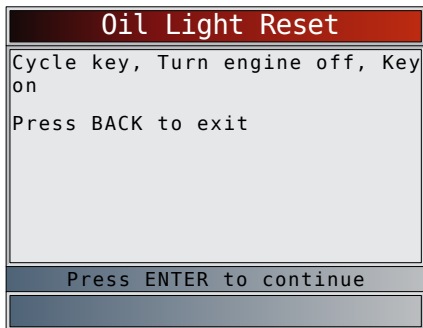 Oil Light Reset
Cycle key, Turn engine off, Key
on
Press BACK to exit
Press ENTER to continue